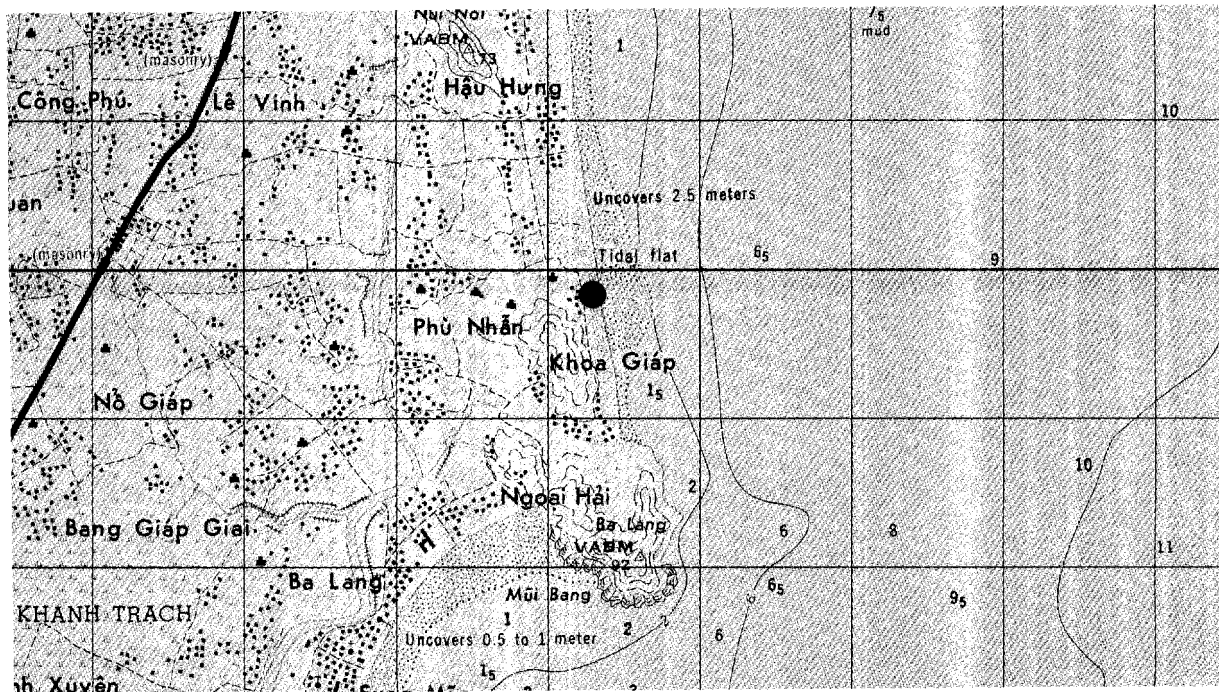 Núi Nòi
VABM
73
1
7₅
mud
(masonry)
Công Phú
Lê Vinh
Hậu Hưng
10
Uncovers 2.5 meters
(masonry)
Tidal flat
6₅
9
Phù Nhẫn
Khoa Giáp
1₅
Nổ Giáp
10
2
Ngoại Hải
Bang Giáp Giai
Ba Lang
6
8
VABM
92
11
Ba Lang
Mũi Bang
6₅
9₅
KHANH TRACH
1
2
6
Uncovers 0.5 to 1 meter
1₅
nh Xuyên